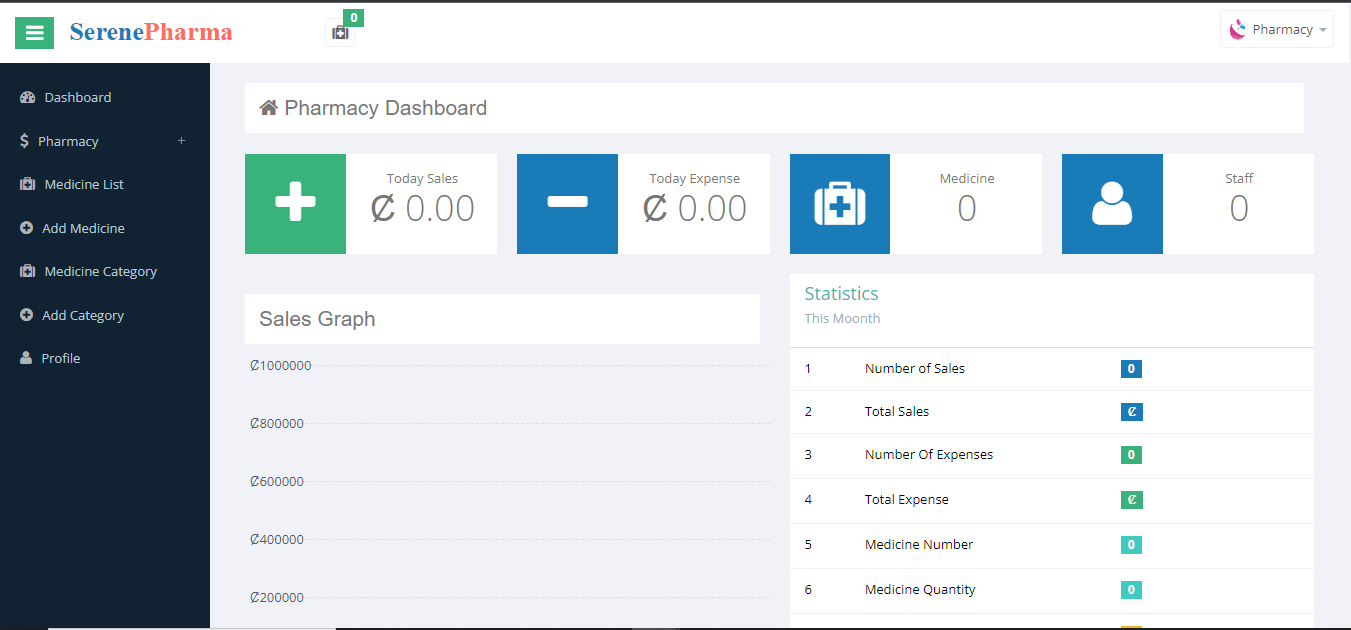 SerenePharma
0
Pharmacy
Dashboard
Pharmacy +
Medicine List
Add Medicine
Medicine Category
Add Category
Profile
Pharmacy Dashboard
Today Sales
₡ 0.00
Today Expense
₡ 0.00
Medicine
0
Staff
0
Sales Graph
₡1000000
₡800000
₡600000
₡400000
₡200000
Statistics
This Moonth
1 Number of Sales 0
2 Total Sales ₡
3 Number Of Expenses 0
4 Total Expense ₡
5 Medicine Number 0
6 Medicine Quantity 0